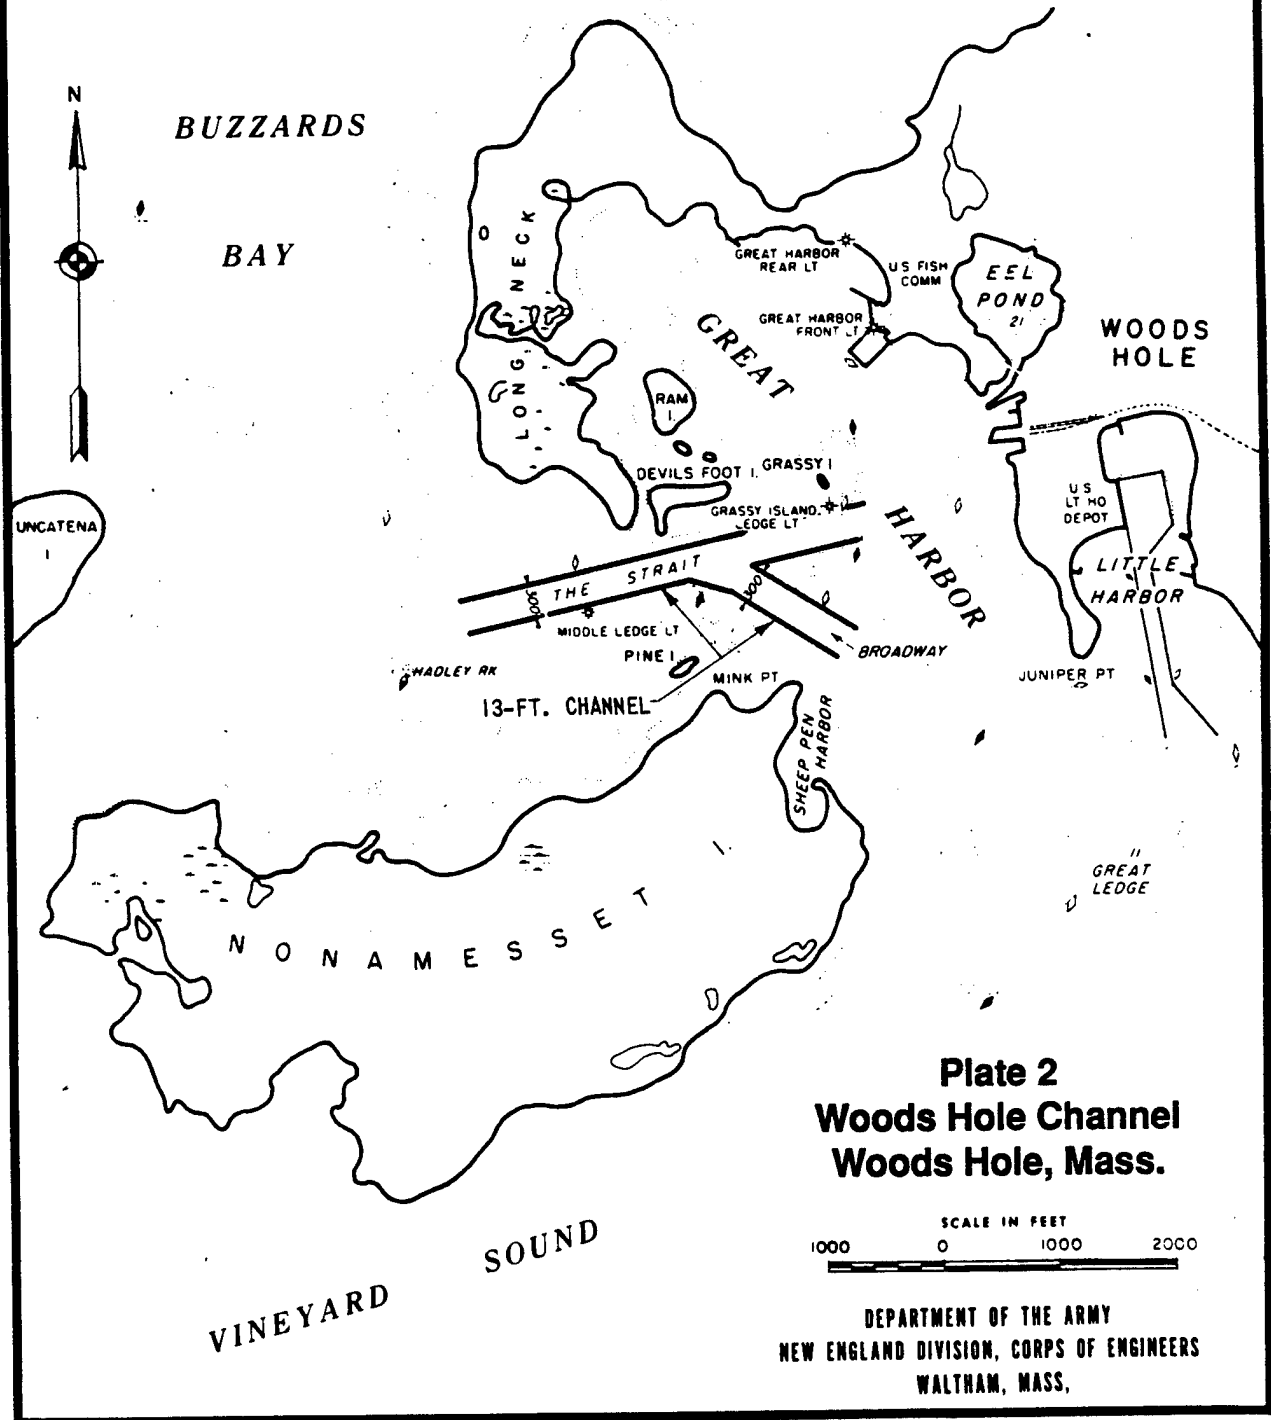 N
BUZZARDS
BAY
LONG NECK
GREAT HARBOR
REAR LT
U S FISH
COMM
EEL
POND
21
GREAT HARBOR
FRONT LT
WOODS
HOLE
GREAT
HARBOR
RAM
I.
DEVILS FOOT I.
GRASSY I
GRASSY ISLAND
LEDGE LT
U S
LT HO
DEPOT
UNCATENA
I
THE STRAIT
300
300
LITTLE
HARBOR
MIDDLE LEDGE LT
BROADWAY
PINE I
HADLEY RK
MINK PT
JUNIPER PT
13-FT. CHANNEL
SHEEP PEN
HARBOR
11
GREAT
LEDGE
NONAMESSET I.
Plate 2
Woods Hole Channel
Woods Hole, Mass.
VINEYARD SOUND
SCALE IN FEET
1000 0 1000 2000
DEPARTMENT OF THE ARMY
NEW ENGLAND DIVISION, CORPS OF ENGINEERS
WALTHAM, MASS,